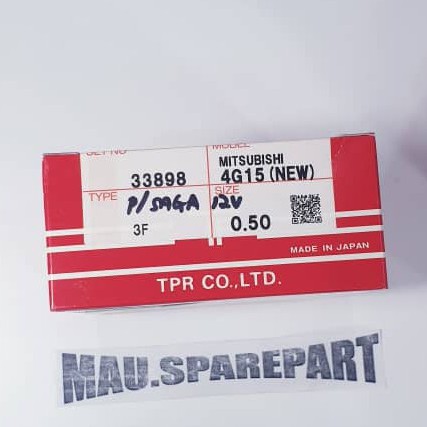 SET NO MODEL
MITSUBISHI
33898 4G15 (NEW)
TYPE P/SAGA 12V SIZE
3F 0.50
MADE IN JAPAN
TPR CO.,LTD.
MAU.SPAREPART